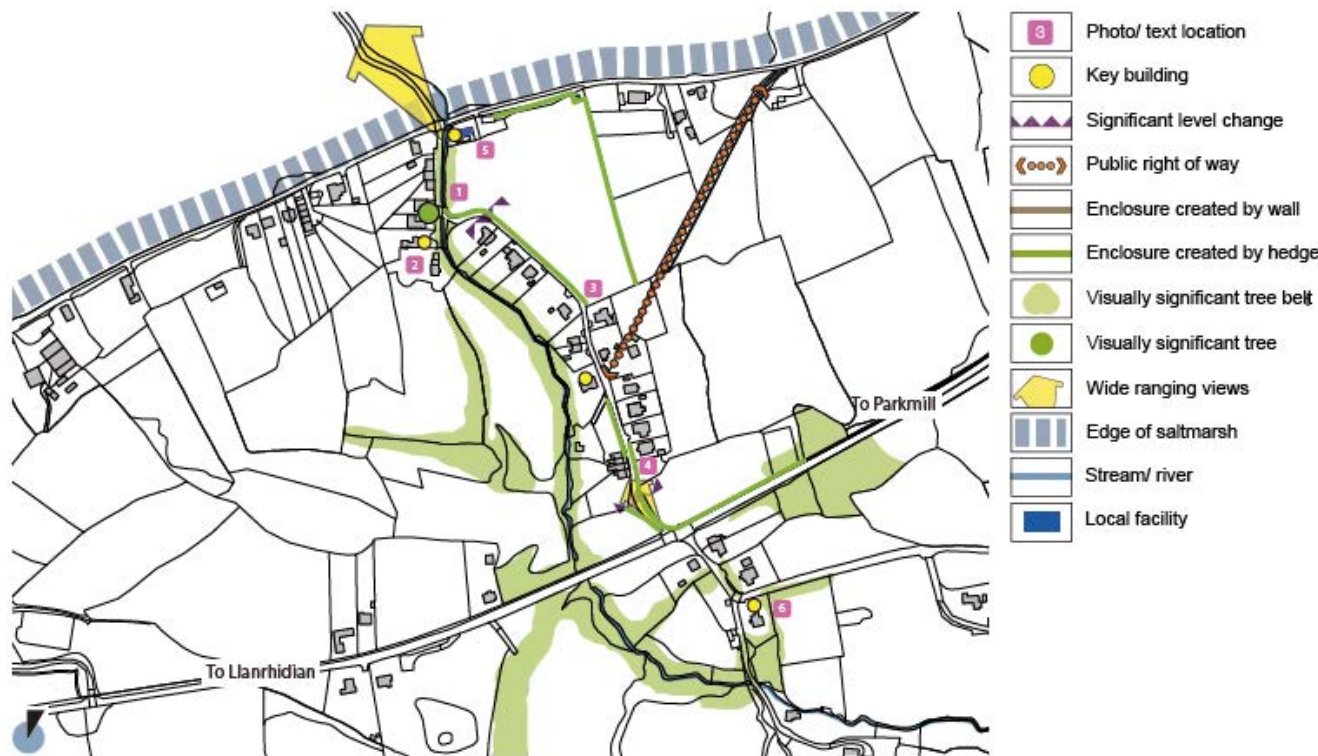 5
1
2
3
To Parkmill
4
6
To Llanrhidian
3 Photo/ text location
Key building
Significant level change
Public right of way
Enclosure created by wall
Enclosure created by hedge
Visually significant tree belt
Visually significant tree
Wide ranging views
Edge of saltmarsh
Stream/ river
Local facility